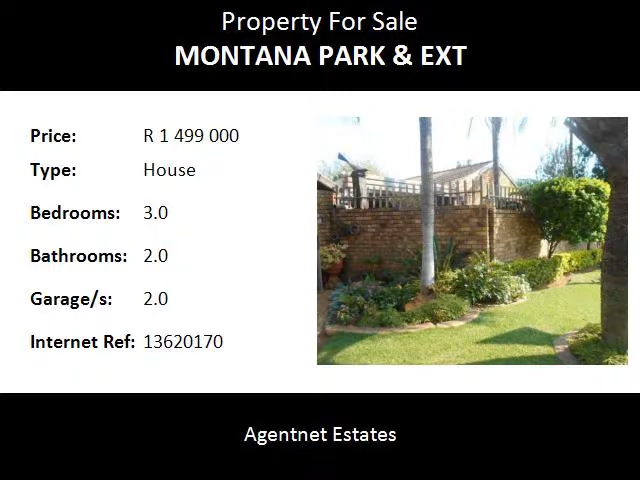 Property For Sale
MONTANA PARK & EXT
Price: R 1 499 000
Type: House
Bedrooms: 3.0
Bathrooms: 2.0
Garage/s: 2.0
Internet Ref: 13620170
Agentnet Estates